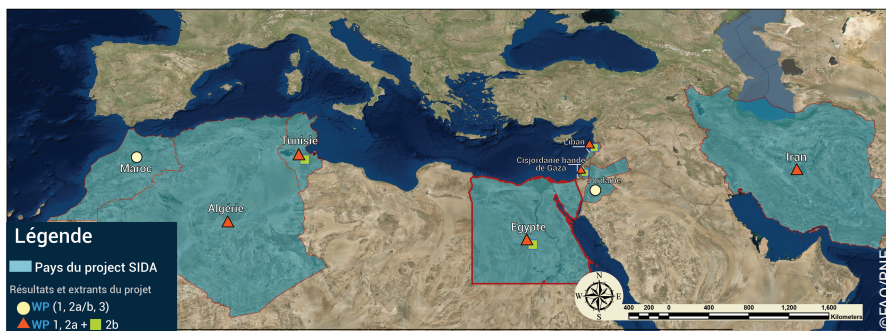 Maroc
Algérie
Tunisie
Egypte
Liban
Cisjordanie bande
de Gaza
Jordanie
Iran
Légende
Pays du project SIDA
Résultats et extrants du projet
WP (1, 2a/b, 3)
WP 1, 2a + 2b
N
W E
S
400 200 0 400 800 1,200 1,600
Kilometers